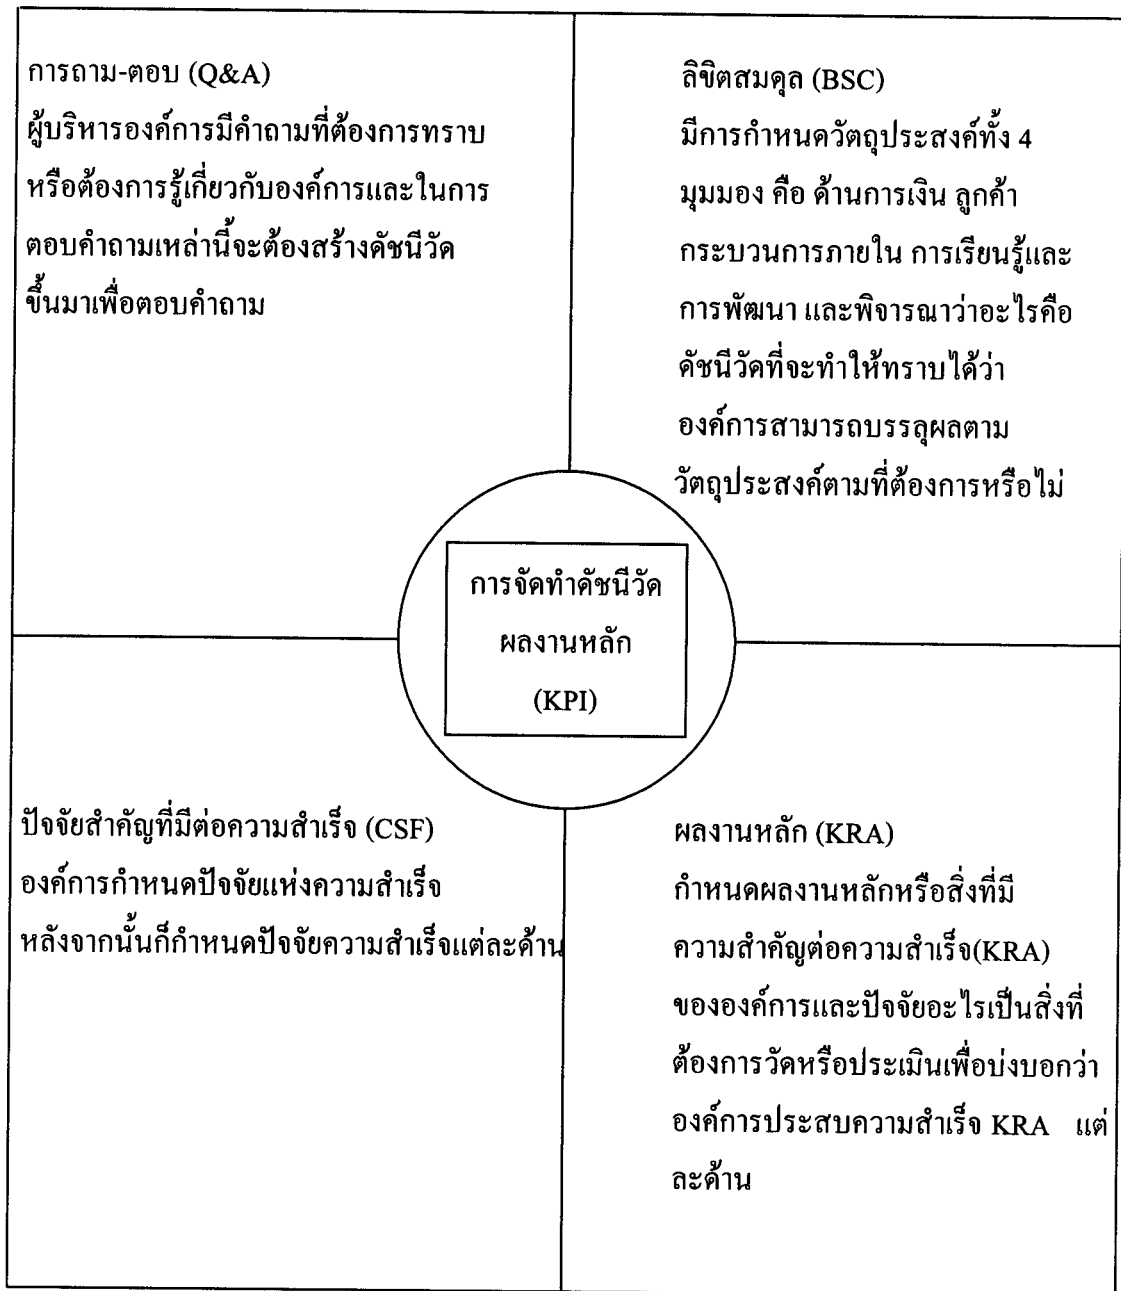 การถาม-ตอบ (Q&A)
ผู้บริหารองค์การมีคำถามที่ต้องการทราบ
หรือต้องการรู้เกี่ยวกับองค์การและในการ
ตอบคำถามเหล่านี้จะต้องสร้างดัชนีวัด
ขึ้นมาเพื่อตอบคำถาม
ลิขิตสมดุล (BSC)
มีการกำหนดวัตถุประสงค์ทั้ง 4
มุมมอง คือ ด้านการเงิน ลูกค้า
กระบวนการภายใน การเรียนรู้และ
การพัฒนา และพิจารณาว่าอะไรคือ
ดัชนีวัดที่จะทำให้ทราบได้ว่า
องค์การสามารถบรรลุผลตาม
วัตถุประสงค์ตามที่ต้องการหรือไม่
การจัดทำดัชนีวัด
ผลงานหลัก
(KPI)
ปัจจัยสำคัญที่มีต่อความสำเร็จ (CSF)
องค์การกำหนดปัจจัยแห่งความสำเร็จ
หลังจากนั้นก็กำหนดปัจจัยความสำเร็จแต่ละด้าน
ผลงานหลัก (KRA)
กำหนดผลงานหลักหรือสิ่งที่มี
ความสำคัญต่อความสำเร็จ(KRA)
ขององค์การและปัจจัยอะไรเป็นสิ่งที่
ต้องการวัดหรือประเมินเพื่อบ่งบอกว่า
องค์การประสบความสำเร็จ KRA แต่
ละด้าน